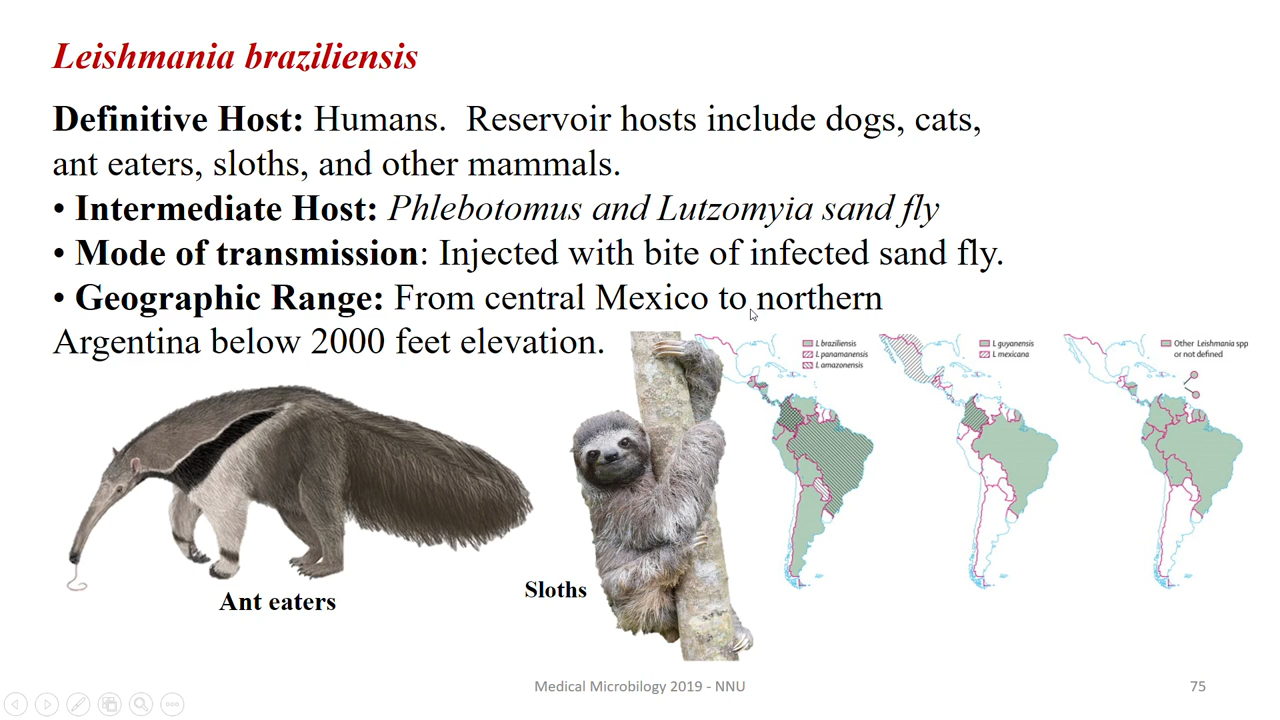 Leishmania braziliensis
Definitive Host: Humans.  Reservoir hosts include dogs, cats,
ant eaters, sloths, and other mammals.
• Intermediate Host: Phlebotomus and Lutzomyia sand fly
• Mode of transmission: Injected with bite of infected sand fly.
• Geographic Range: From central Mexico to northern
Argentina below 2000 feet elevation.
L braziliensis
L panamanensis
L amazonensis
L guyanensis
L mexicana
Other Leishmania spp
or not defined
Ant eaters
Sloths
Medical Microbilogy 2019 - NNU
75